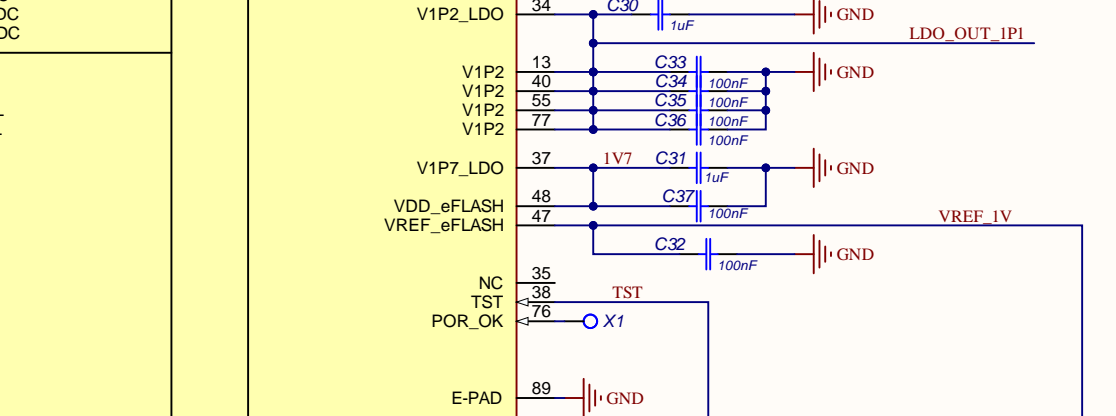 DC
DC
V1P2_LDO 34 C30 1uF GND
LDO_OUT_1P1
V1P2 13 C33 100nF GND
V1P2 40 C34 100nF
V1P2 55 C35 100nF
V1P2 77 C36 100nF
V1P7_LDO 37 1V7 C31 1uF GND
VDD_eFLASH 48 C37 100nF
VREF_eFLASH 47 VREF_1V
C32 100nF GND
NC 35
TST 38 TST
POR_OK 76 X1
E-PAD 89 GND